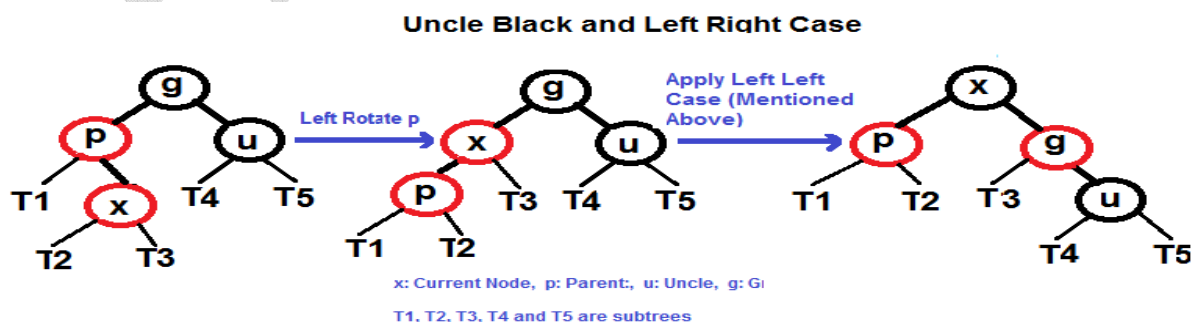 Uncle Black and Left Right Case
g
p
u
x
T1
T4
T5
T2
T3
Left Rotate p
g
x
u
p
T3
T4
T5
T1
T2
Apply Left Left
Case (Mentioned
Above)
x
p
g
T1
T2
T3
u
T4
T5
x: Current Node, p: Parent:, u: Uncle, g:
T1, T2, T3, T4 and T5 are subtrees